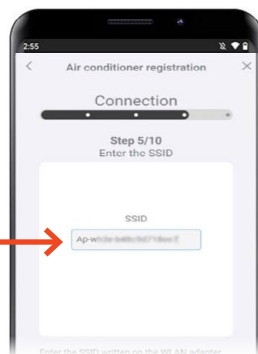 2:55
Air conditioner registration
Connection
Step 5/10
Enter the SSID
SSID
Ap-w
Enter the SSID written on the WLAN adapter